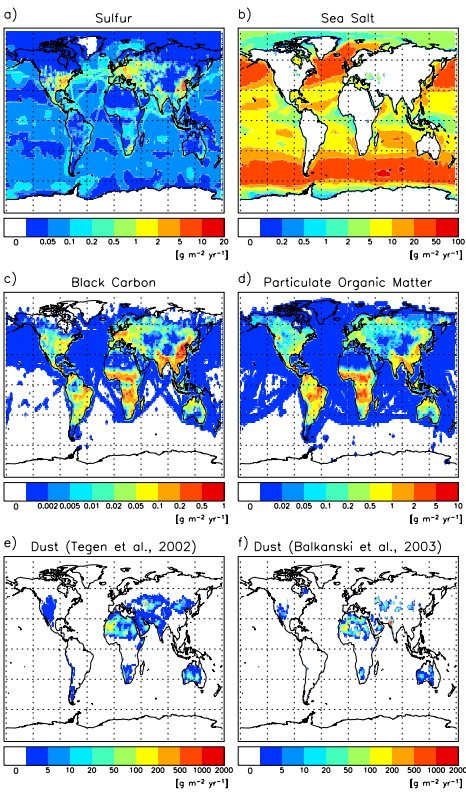 a) Sulfur
b) Sea Salt
0 0.05 0.1 0.2 0.5 1 2 5 10 20
[g m⁻² yr⁻¹]
0 0.2 0.5 1 2 5 10 20 50 100
[g m⁻² yr⁻¹]
c) Black Carbon
d) Particulate Organic Matter
0 0.002 0.005 0.01 0.02 0.05 0.1 0.2 0.5 1
[g m⁻² yr⁻¹]
0 0.02 0.05 0.1 0.2 0.5 1 2 5 10
[g m⁻² yr⁻¹]
e) Dust (Tegen et al., 2002)
f) Dust (Balkanski et al., 2003)
0 5 10 20 50 100 200 500 1000 2000
[g m⁻² yr⁻¹]
0 5 10 20 50 100 200 500 1000 2000
[g m⁻² yr⁻¹]